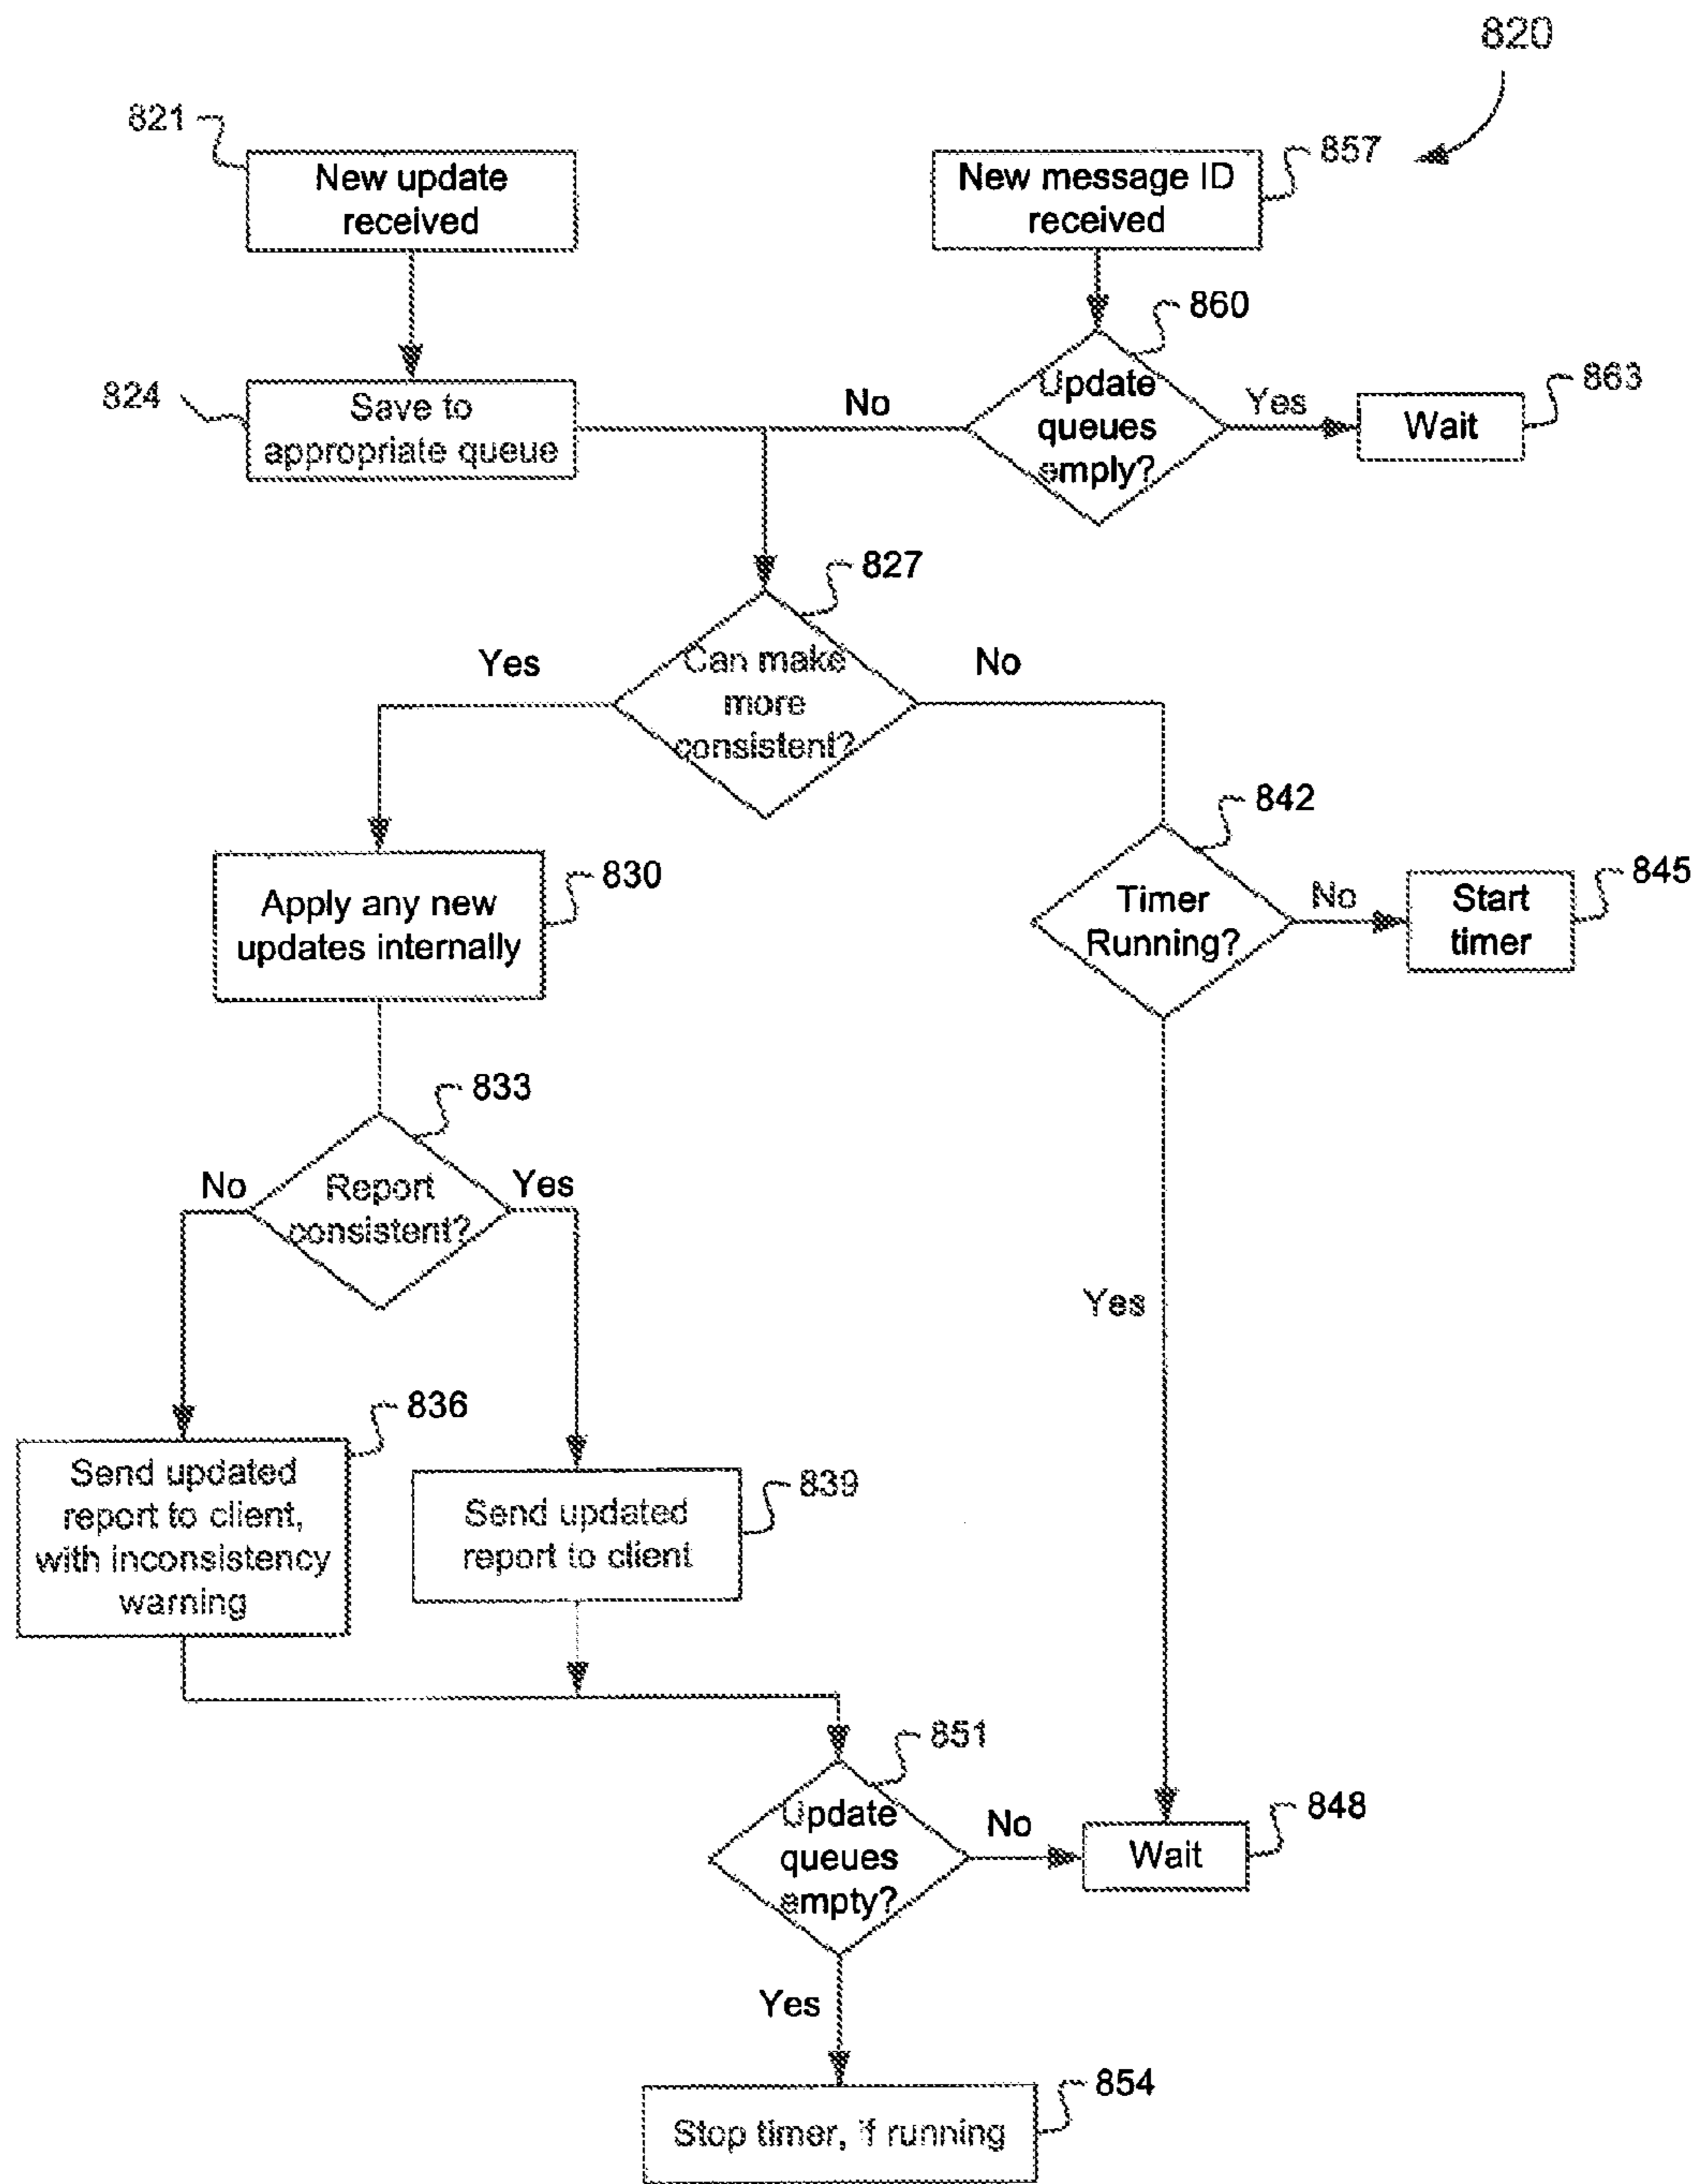 820
821
New update
received
857
New message ID
received
860
Update
queues
emply?
No
Yes
863
Wait
824
Save to
appropriate queue
827
Can make
more
consistent?
Yes
No
830
Apply any new
updates internally
842
Timer
Running?
No
845
Start
timer
833
Report
consistent?
No
Yes
Yes
836
Send updated
report to client,
with inconsistency
warning
839
Send updated
report to client
851
Update
queues
empty?
No
848
Wait
Yes
854
Stop timer, if running